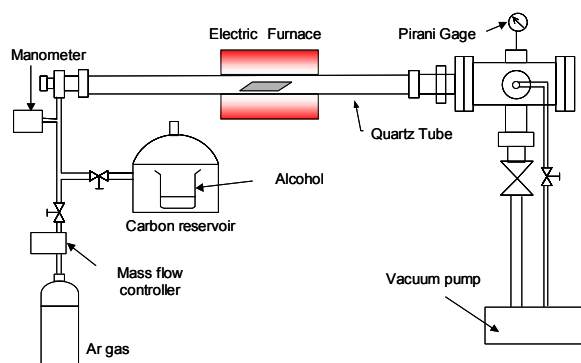 Electric Furnace
Pirani Gage
Manometer
Quartz Tube
Alcohol
Carbon reservoir
Mass flow
controller
Vacuum pump
Ar gas